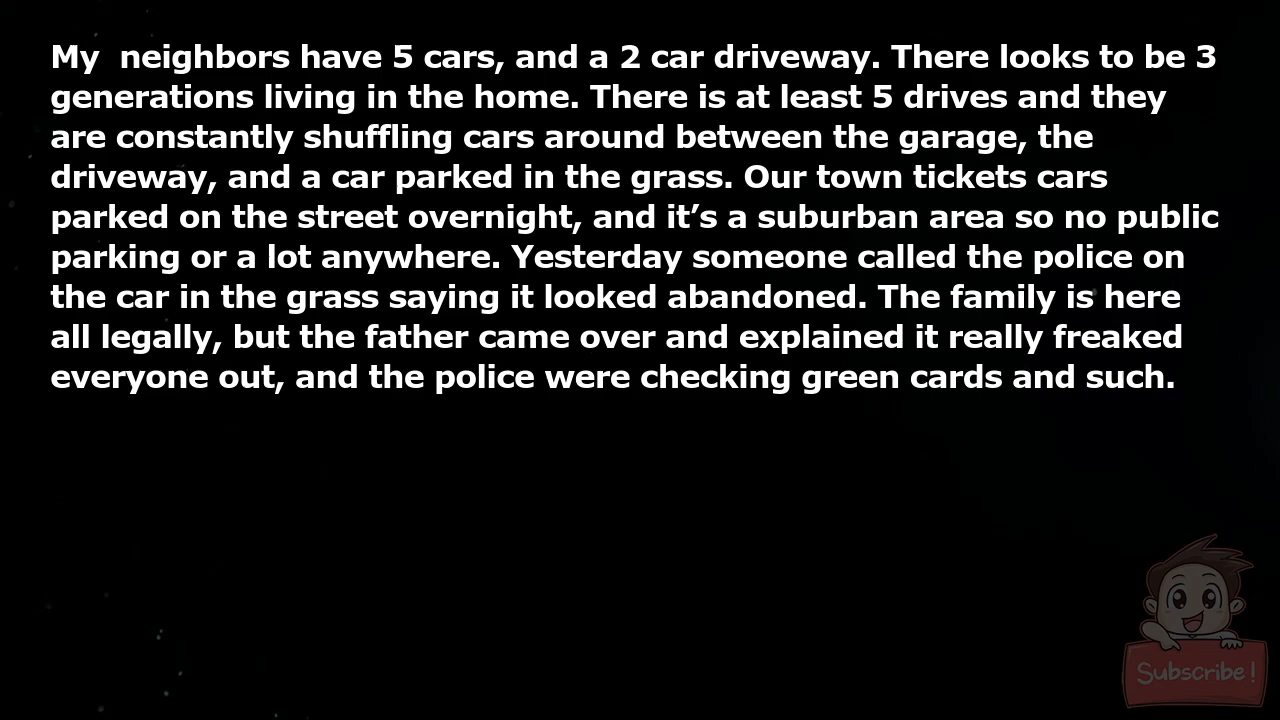 My  neighbors have 5 cars, and a 2 car driveway. There looks to be 3
generations living in the home. There is at least 5 drives and they
are constantly shuffling cars around between the garage, the
driveway, and a car parked in the grass. Our town tickets cars
parked on the street overnight, and it’s a suburban area so no public
parking or a lot anywhere. Yesterday someone called the police on
the car in the grass saying it looked abandoned. The family is here
all legally, but the father came over and explained it really freaked
everyone out, and the police were checking green cards and such.
Subscribe!